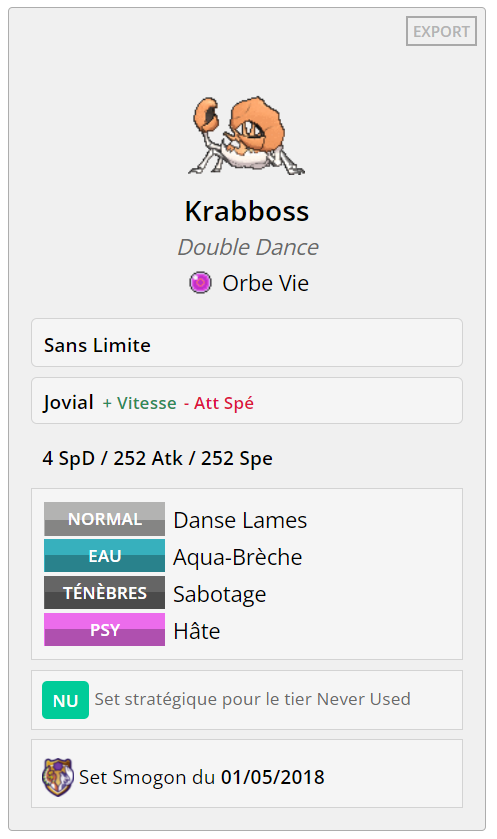 EXPORT
Krabboss
Double Dance
Orbe Vie
Sans Limite
Jovial + Vitesse - Att Spé
4 SpD / 252 Atk / 252 Spe
NORMAL Danse Lames
EAU Aqua-Brèche
TÉNÈBRES Sabotage
PSY Hâte
NU Set stratégique pour le tier Never Used
Set Smogon du 01/05/2018